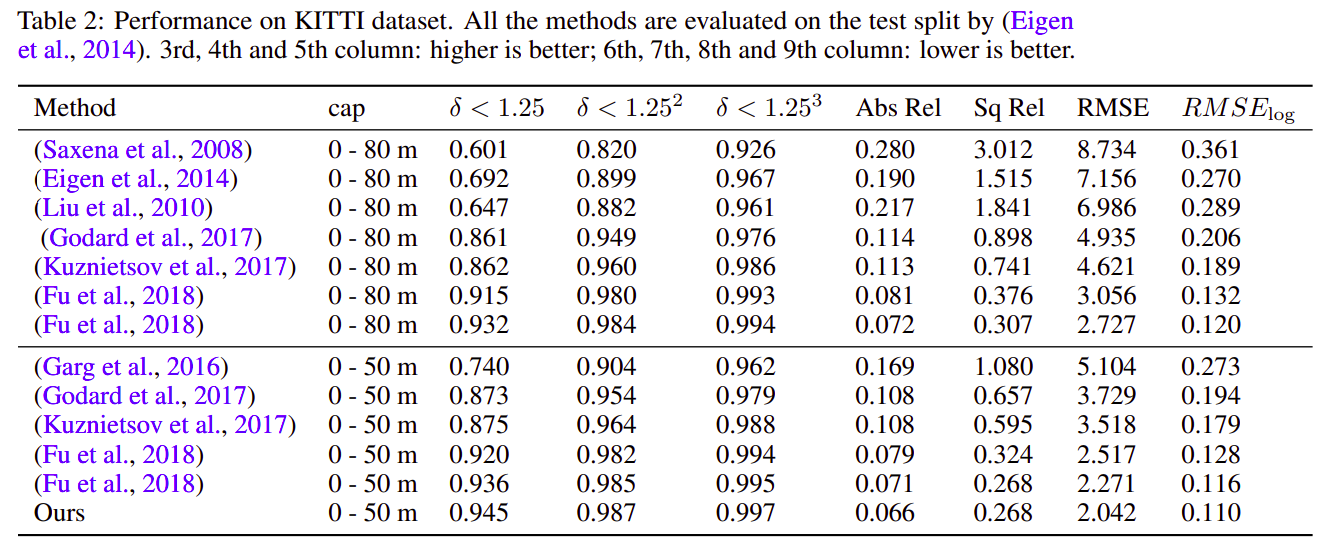 Table 2: Performance on KITTI dataset. All the methods are evaluated on the test split by (Eigen
et al., 2014). 3rd, 4th and 5th column: higher is better; 6th, 7th, 8th and 9th column: lower is better.
Method cap δ < 1.25 δ < 1.25² δ < 1.25³ Abs Rel Sq Rel RMSE RMSE_log
(Saxena et al., 2008) 0 - 80 m 0.601 0.820 0.926 0.280 3.012 8.734 0.361
(Eigen et al., 2014) 0 - 80 m 0.692 0.899 0.967 0.190 1.515 7.156 0.270
(Liu et al., 2010) 0 - 80 m 0.647 0.882 0.961 0.217 1.841 6.986 0.289
(Godard et al., 2017) 0 - 80 m 0.861 0.949 0.976 0.114 0.898 4.935 0.206
(Kuznietsov et al., 2017) 0 - 80 m 0.862 0.960 0.986 0.113 0.741 4.621 0.189
(Fu et al., 2018) 0 - 80 m 0.915 0.980 0.993 0.081 0.376 3.056 0.132
(Fu et al., 2018) 0 - 80 m 0.932 0.984 0.994 0.072 0.307 2.727 0.120
(Garg et al., 2016) 0 - 50 m 0.740 0.904 0.962 0.169 1.080 5.104 0.273
(Godard et al., 2017) 0 - 50 m 0.873 0.954 0.979 0.108 0.657 3.729 0.194
(Kuznietsov et al., 2017) 0 - 50 m 0.875 0.964 0.988 0.108 0.595 3.518 0.179
(Fu et al., 2018) 0 - 50 m 0.920 0.982 0.994 0.079 0.324 2.517 0.128
(Fu et al., 2018) 0 - 50 m 0.936 0.985 0.995 0.071 0.268 2.271 0.116
Ours 0 - 50 m 0.945 0.987 0.997 0.066 0.268 2.042 0.110